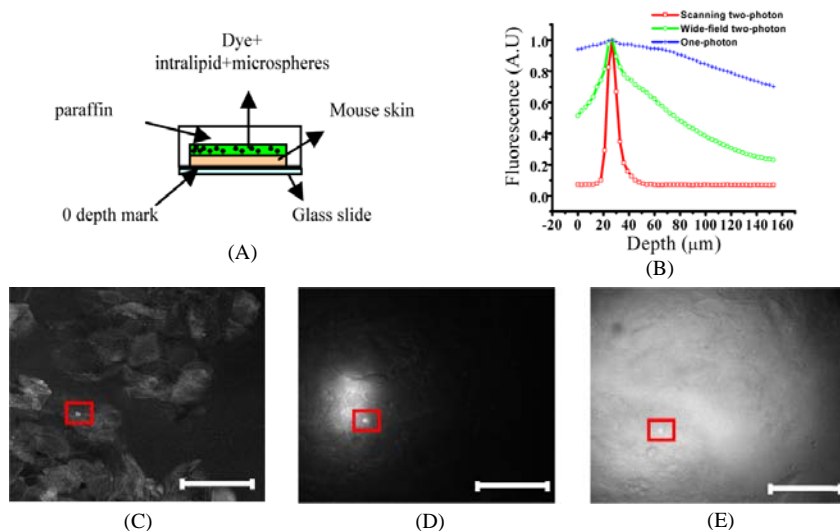 Dye+
intralipid+microspheres
paraffin
Mouse skin
0 depth mark
Glass slide
(A)
Scanning two-photon
Wide-field two-photon
One-photon
Fluorescence (A.U)
1.0
0.8
0.6
0.4
0.2
0.0
-20 0 20 40 60 80 100 120 140 160
Depth (μm)
(B)
(C)
(D)
(E)